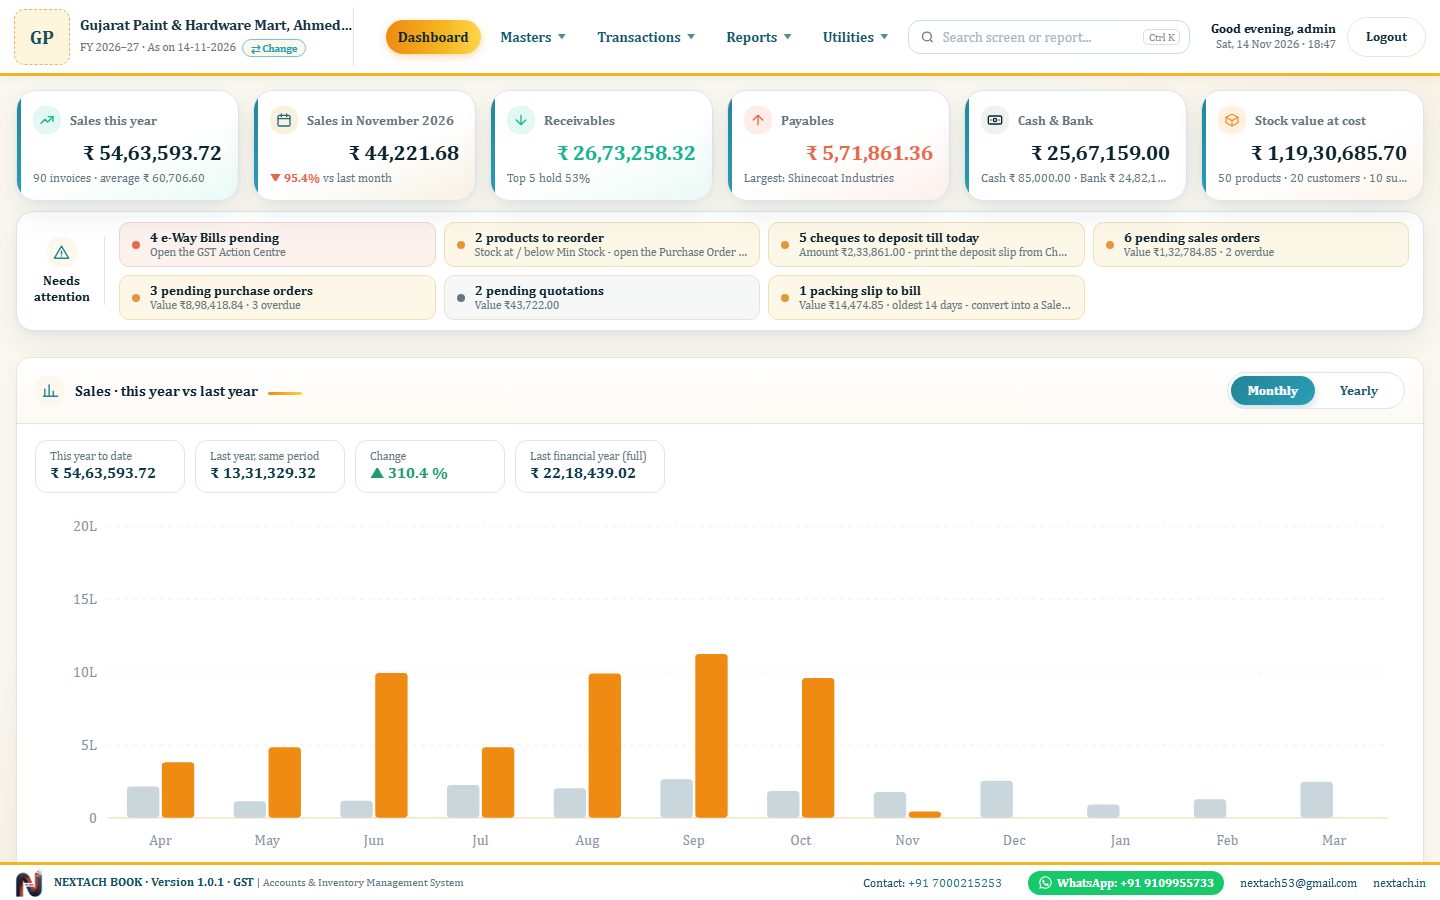 GP
Gujarat Paint & Hardware Mart, Ahmed...
FY 2026–27 · As on 14-11-2026 ⇄ Change
Dashboard
Masters ▼
Transactions ▼
Reports ▼
Utilities ▼
Search screen or report... Ctrl K
Good evening, admin
Sat, 14 Nov 2026 · 18:47
Logout
Sales this year
₹ 54,63,593.72
90 invoices · average ₹ 60,706.60
Sales in November 2026
₹ 44,221.68
▼ 95.4% vs last month
Receivables
₹ 26,73,258.32
Top 5 hold 53%
Payables
₹ 5,71,861.36
Largest: Shinecoat Industries
Cash & Bank
₹ 25,67,159.00
Cash ₹ 85,000.00 · Bank ₹ 24,82,1...
Stock value at cost
₹ 1,19,30,685.70
50 products · 20 customers · 10 su...
Needs
attention
4 e-Way Bills pending
Open the GST Action Centre
2 products to reorder
Stock at / below Min Stock - open the Purchase Order ...
5 cheques to deposit till today
Amount ₹2,33,861.00 - print the deposit slip from Ch...
6 pending sales orders
Value ₹1,32,784.85 · 2 overdue
3 pending purchase orders
Value ₹8,98,418.84 · 3 overdue
2 pending quotations
Value ₹43,722.00
1 packing slip to bill
Value ₹14,474.85 · oldest 14 days - convert into a Sale...
Sales · this year vs last year
Monthly
Yearly
This year to date
₹ 54,63,593.72
Last year, same period
₹ 13,31,329.32
Change
▲ 310.4 %
Last financial year (full)
₹ 22,18,439.02
20L
15L
10L
5L
0
Apr May Jun Jul Aug Sep Oct Nov Dec Jan Feb Mar
NEXTACH BOOK · Version 1.0.1 · GST | Accounts & Inventory Management System
Contact: +91 7000215253
WhatsApp: +91 9109955733
nextach53@gmail.com
nextach.in